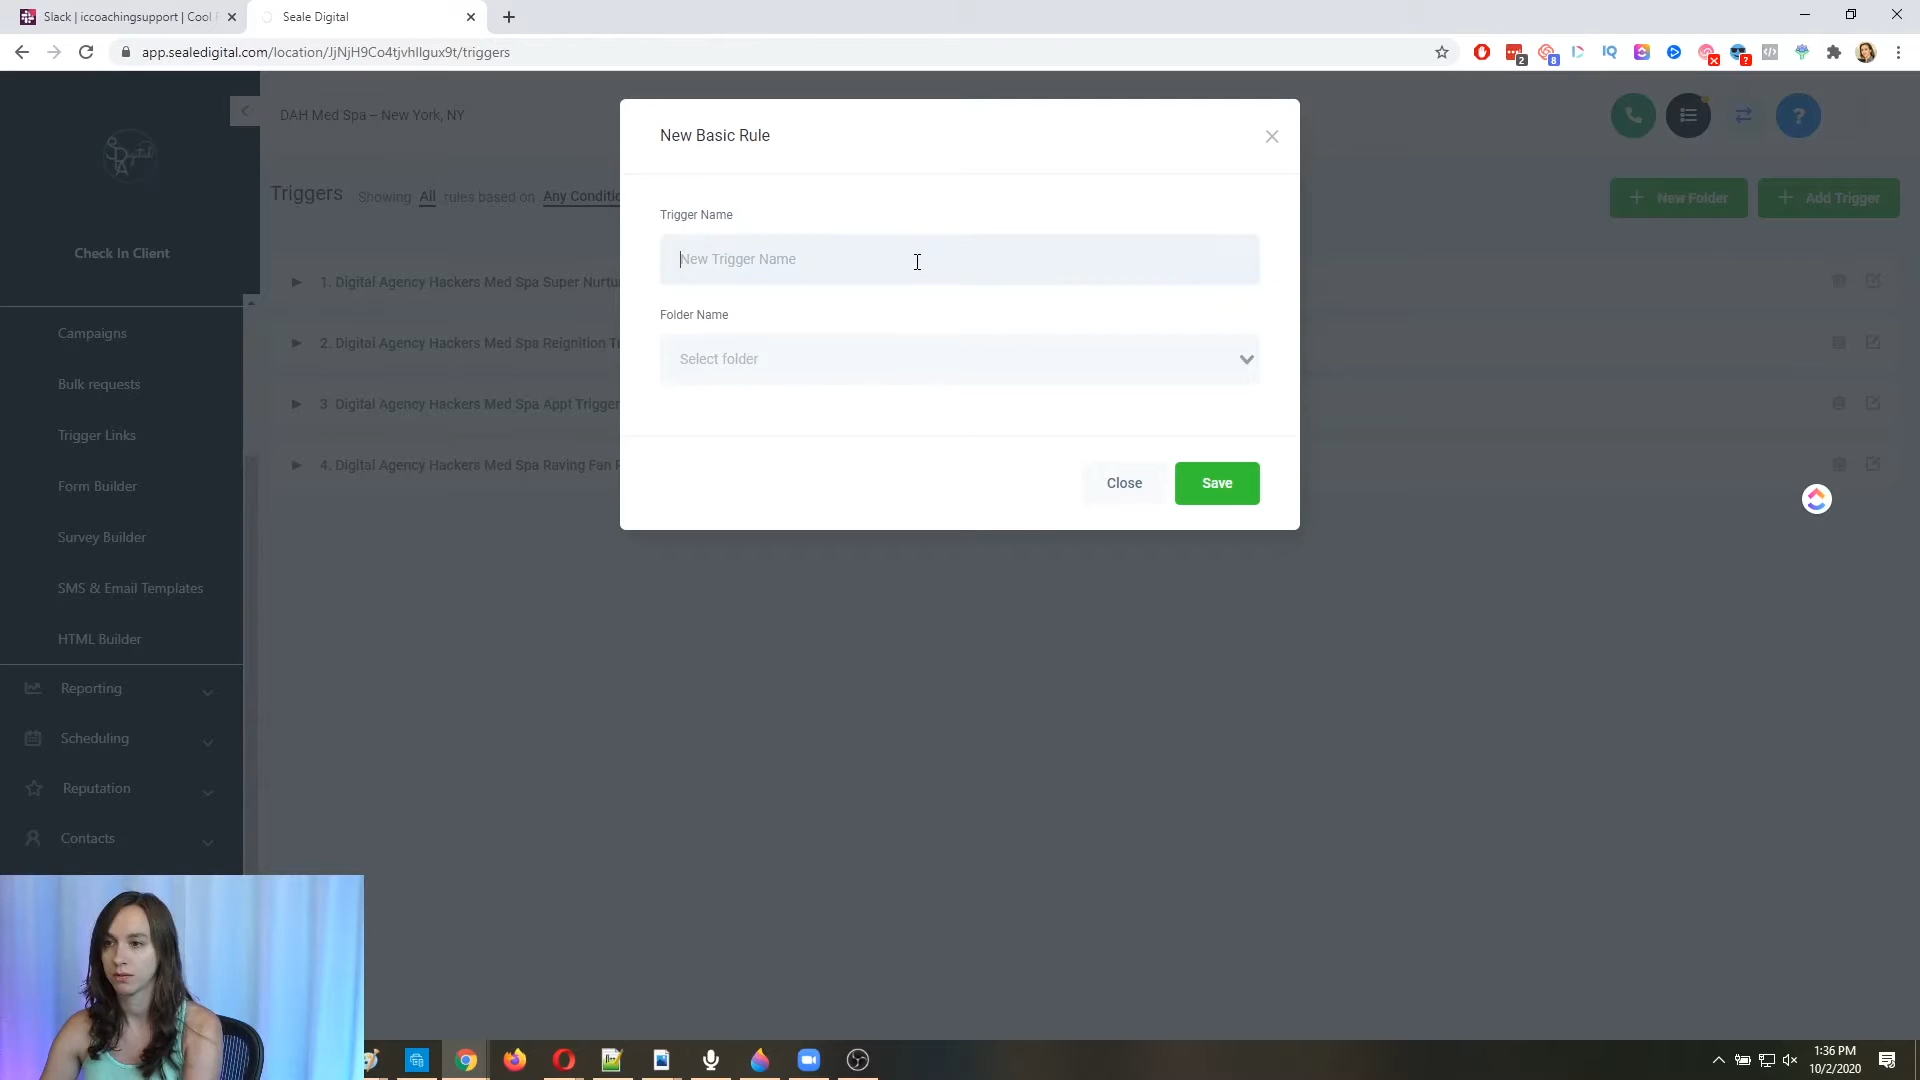 Slack | iccoachingsupport | Cool
Seale Digital
app.sealedigital.com/location/JjNjH9Co4tjvhIlgux9t/triggers
2
8
IQ
?
DAH Med Spa – New York, NY
New Basic Rule
?
Triggers
Showing All rules based on Any Conditio
New Folder
Add Trigger
Trigger Name
New Trigger Name
Check In Client
1. Digital Agency Hackers Med Spa Super Nurtu
Folder Name
Select folder
2. Digital Agency Hackers Med Spa Reignition
3 Digital Agency Hackers Med Spa Appt Trigger
4. Digital Agency Hackers Med Spa Raving Fan
Close
Save
Campaigns
Bulk requests
Trigger Links
Form Builder
Survey Builder
SMS & Email Templates
HTML Builder
Reporting
Scheduling
Reputation
Contacts
1:36 PM
10/2/2020